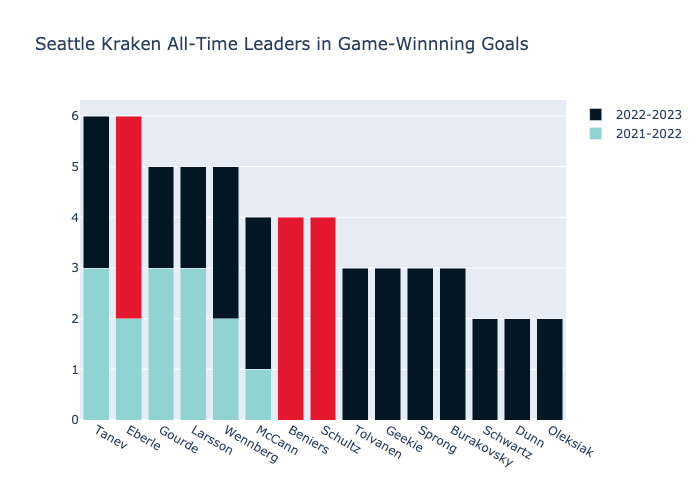 Seattle Kraken All-Time Leaders in Game-Winnning Goals
2022-2023
2021-2022
6
5
4
3
2
1
0
Tanev
Eberle
Gourde
Larsson
Wennberg
McCann
Beniers
Schultz
Tolvanen
Geekie
Sprong
Burakovsky
Schwartz
Dunn
Oleksiak